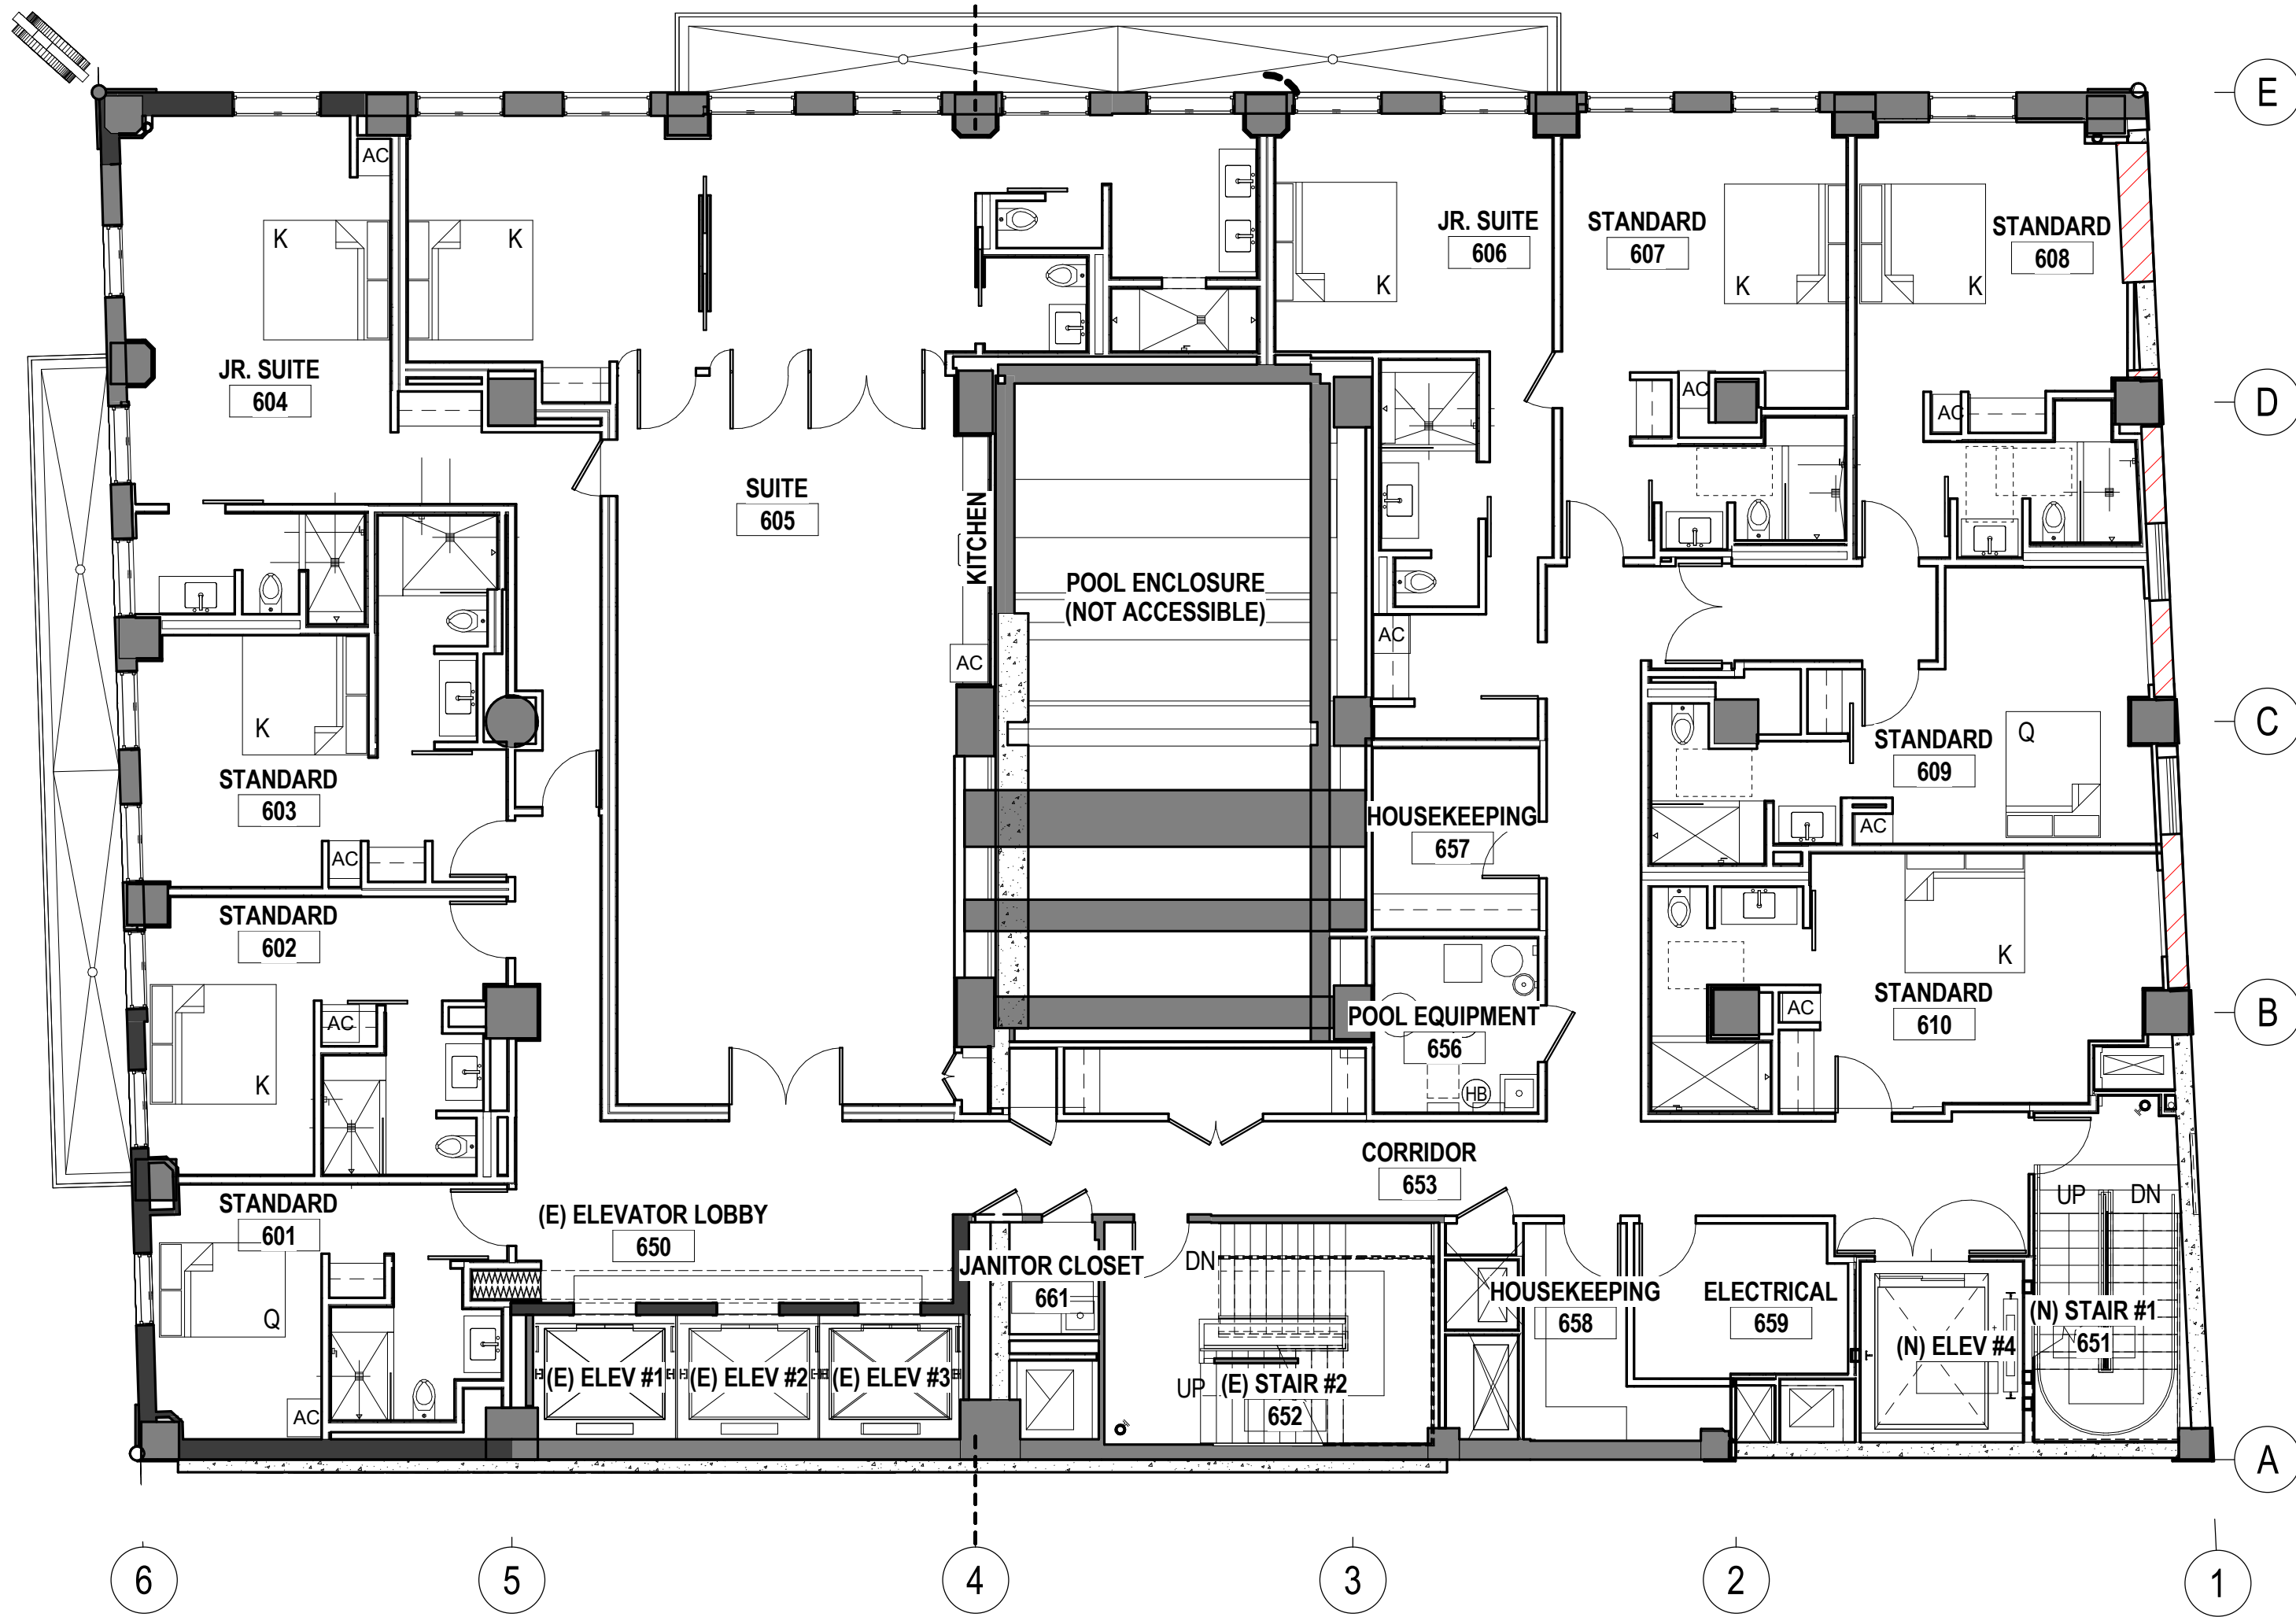 E
AC
K
K
JR. SUITE
606
K
STANDARD
607
K
STANDARD
608
K
JR. SUITE
604
AC
AC
D
SUITE
605
KITCHEN
AC
POOL ENCLOSURE
(NOT ACCESSIBLE)
AC
K
STANDARD
603
AC
STANDARD
609
Q
AC
C
HOUSEKEEPING
657
STANDARD
602
AC
K
POOL EQUIPMENT
656
HB
K
STANDARD
610
AC
B
CORRIDOR
653
STANDARD
601
Q
AC
(E) ELEVATOR LOBBY
650
JANITOR CLOSET
661
DN
UP
(E) STAIR #2
652
HOUSEKEEPING
658
ELECTRICAL
659
UP
DN
(N) STAIR #1
651
(N) ELEV #4
(E) ELEV #1
(E) ELEV #2
(E) ELEV #3
A
6
5
4
3
2
1